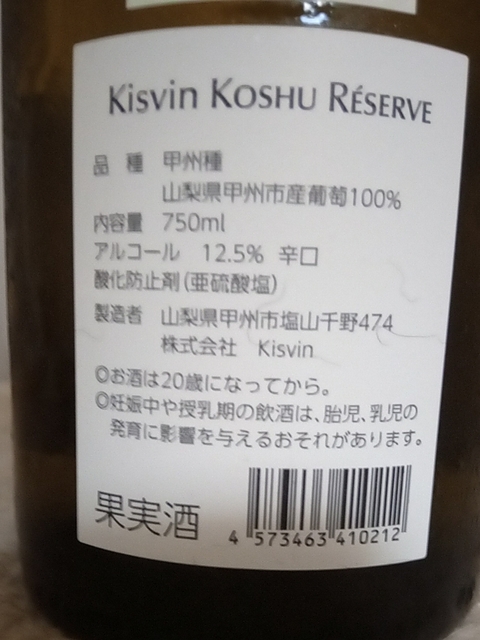 Kisvin KOSHU RÉSERVE
品 種 甲州種
山梨県甲州市産葡萄100%
内容量 750ml
アルコール 12.5% 辛口
酸化防止剤(亜硫酸塩)
製造者 山梨県甲州市塩山千野474
株式会社 Kisvin
◎お酒は20歳になってから。
◎妊娠中や授乳期の飲酒は、胎児、乳児の
発育に影響を与えるおそれがあります。
果実酒
4 573463 410212